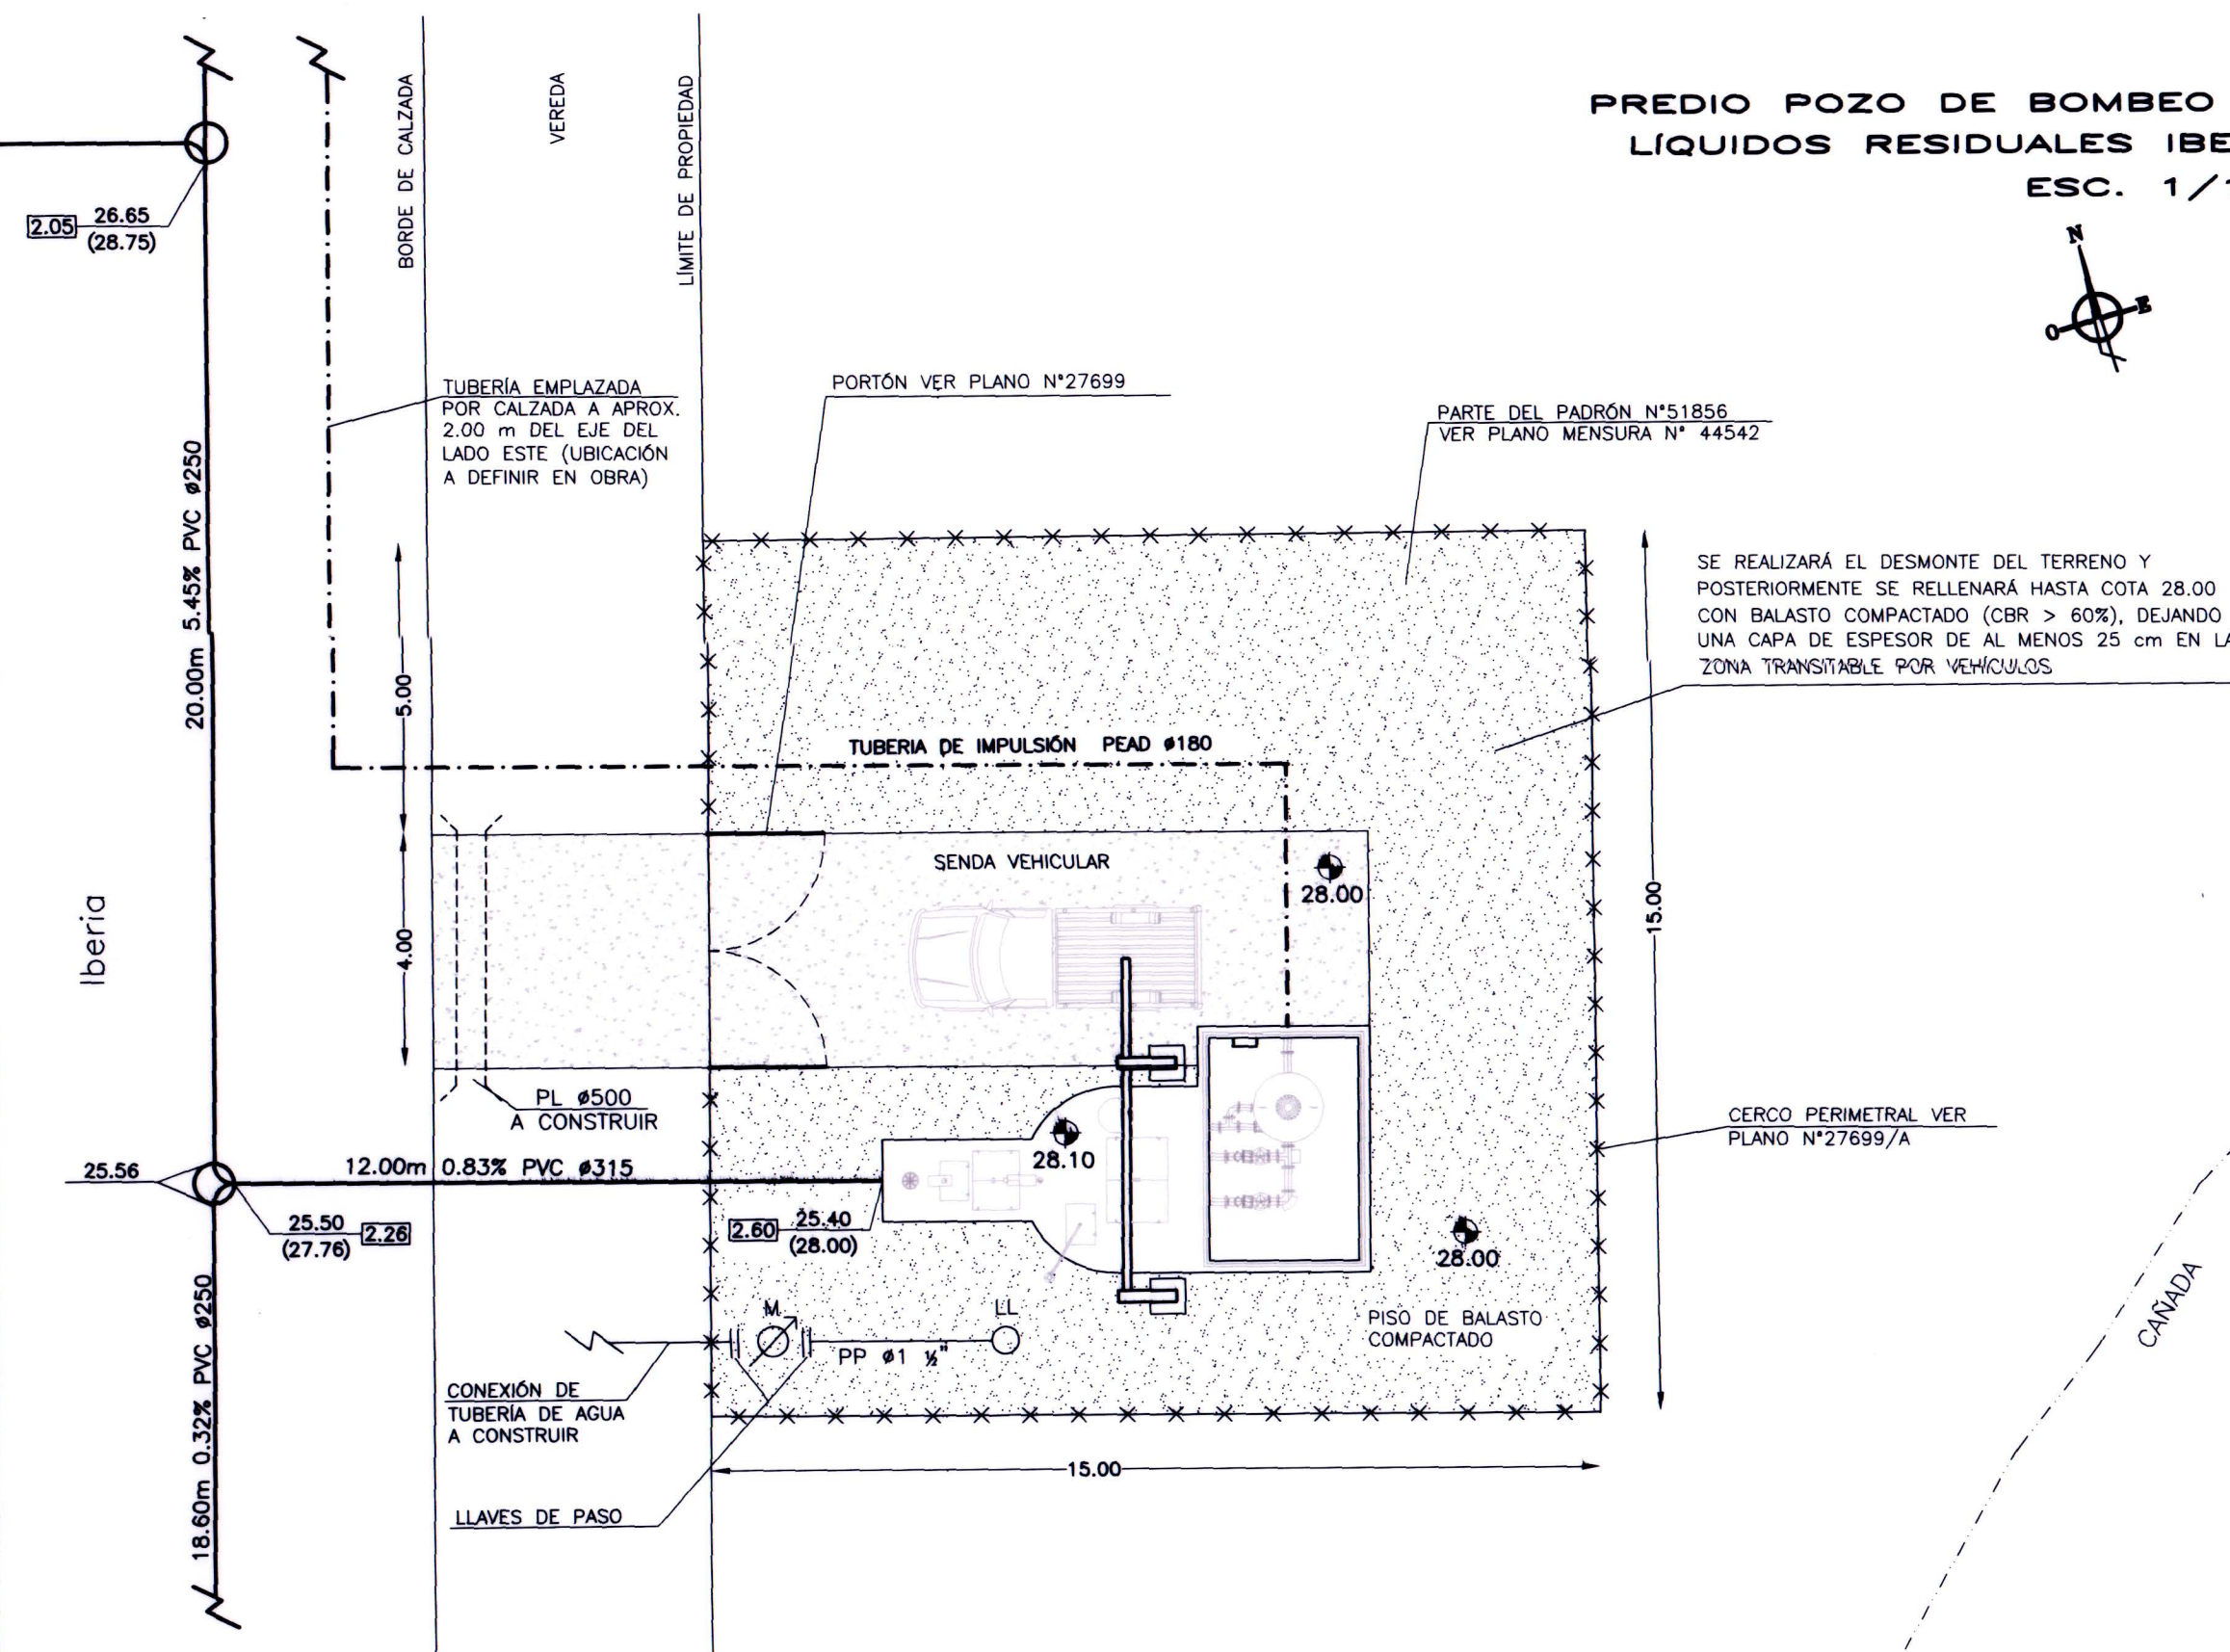 PREDIO POZO DE BOMBEO
LÍQUIDOS RESIDUALES
ESC. 1/
N
E
O
BORDE DE CALZADA
VEREDA
LÍMITE DE PROPIEDAD
2.05
26.65
(28.75)
TUBERÍA EMPLAZADA
POR CALZADA A APROX.
2.00 m DEL EJE DEL
LADO ESTE (UBICACIÓN
A DEFINIR EN OBRA)
PORTÓN VER PLANO N°27699
PARTE DEL PADRÓN N°51856
VER PLANO MENSURA N° 44542
20.00m 5.45% PVC ø250
SE REALIZARÁ EL DESMONTE DEL TERRENO Y
POSTERIORMENTE SE RELLENARÁ HASTA COTA 28.00
CON BALASTO COMPACTADO (CBR > 60%), DEJANDO
UNA CAPA DE ESPESOR DE AL MENOS 25 cm EN
ZONA TRANSITABLE POR VEHÍCULOS
5.00
TUBERIA DE IMPULSIÓN PEAD ø180
SENDA VEHICULAR
28.00
15.00
Iberia
4.00
PL ø500
A CONSTRUIR
28.10
CERCO PERIMETRAL VER
PLANO N°27699/A
25.56
12.00m 0.83% PVC ø315
25.50
(27.76)
2.26
2.60
25.40
(28.00)
28.00
CAÑADA
M
LL
PP ø1 ½"
PISO DE BALASTO
COMPACTADO
CONEXIÓN DE
TUBERÍA DE AGUA
A CONSTRUIR
18.60m 0.32% PVC ø250
15.00
LLAVES DE PASO